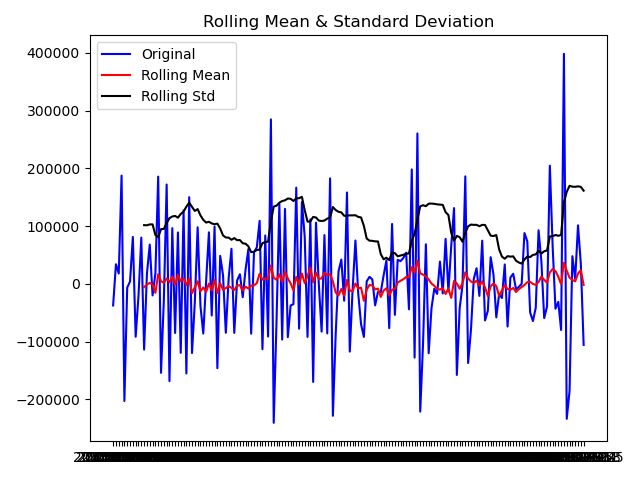 Rolling Mean & Standard Deviation
Original
Rolling Mean
Rolling Std
400000
300000
200000
100000
0
−100000
−200000